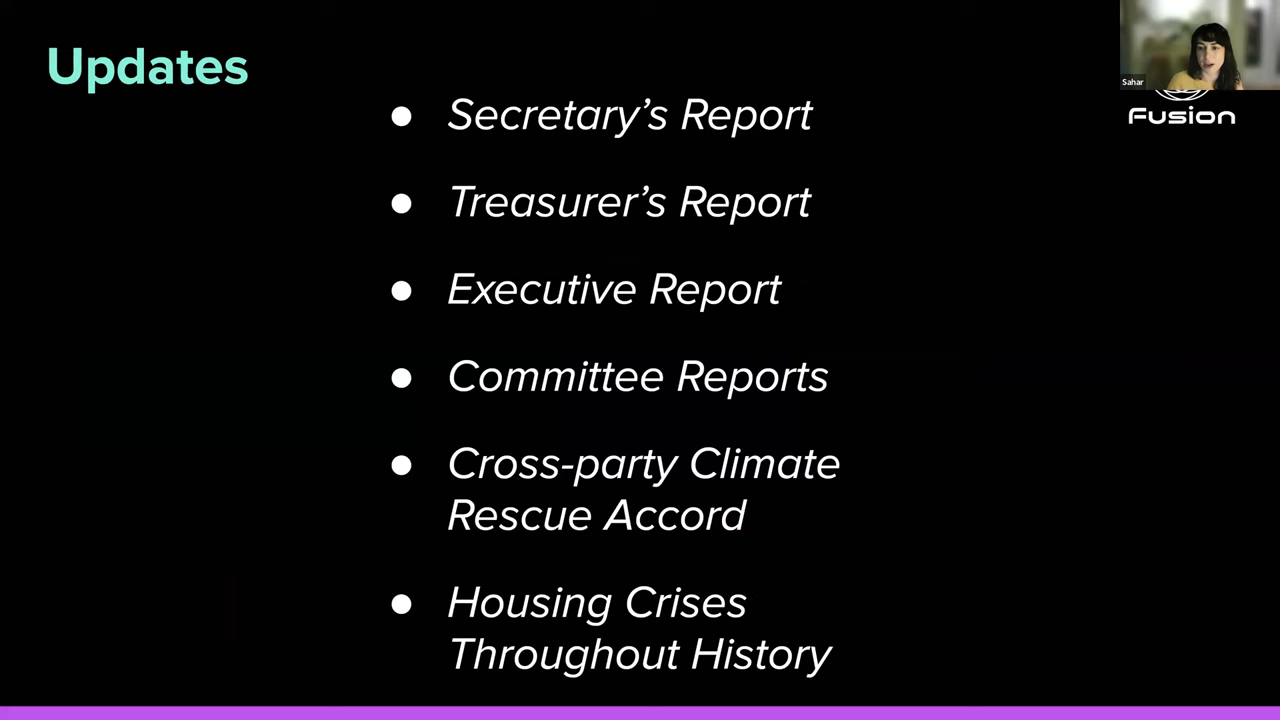 Updates
Sahar
Fusion
● Secretary’s Report
● Treasurer’s Report
● Executive Report
● Committee Reports
● Cross-party Climate
Rescue Accord
● Housing Crises
Throughout History